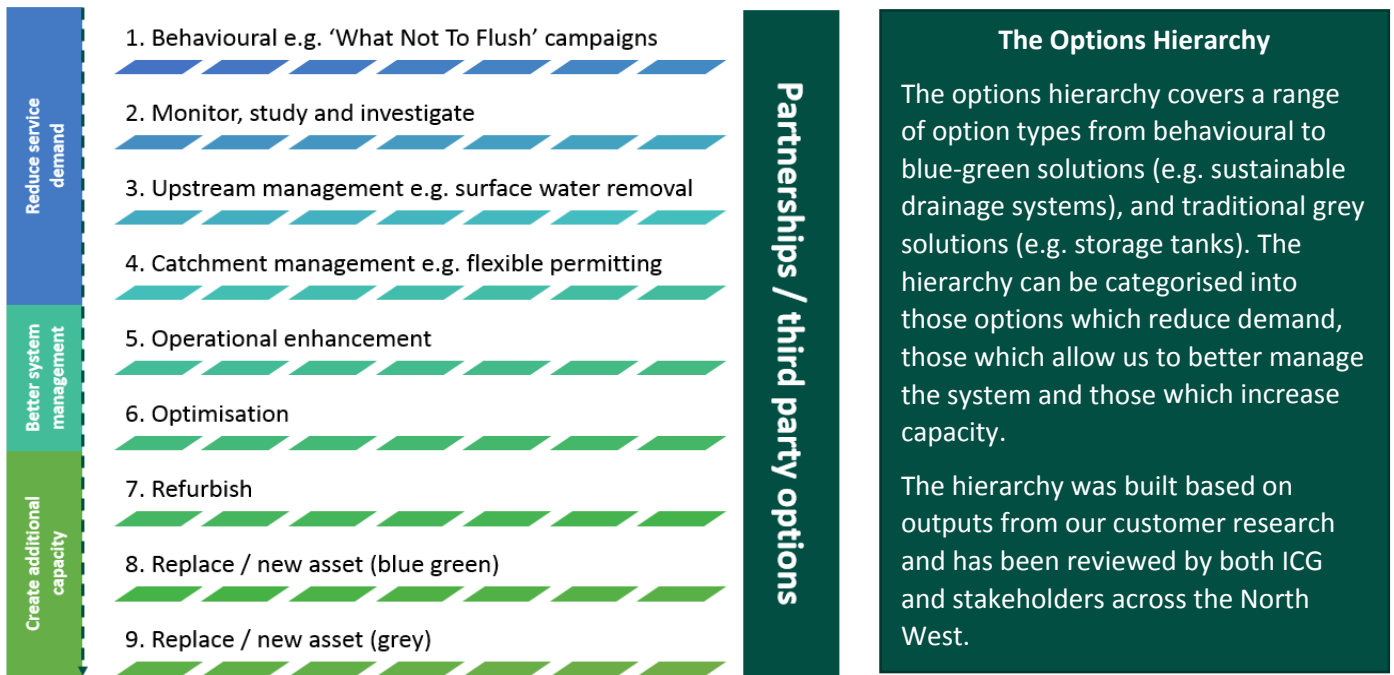 Reduce service
demand
Better system
management
Create additional
capacity
1. Behavioural e.g. ‘What Not To Flush’ campaigns
2. Monitor, study and investigate
3. Upstream management e.g. surface water removal
4. Catchment management e.g. flexible permitting
5. Operational enhancement
6. Optimisation
7. Refurbish
8. Replace / new asset (blue green)
9. Replace / new asset (grey)
Partnerships / third party options
The Options Hierarchy
The options hierarchy covers a range
of option types from behavioural to
blue-green solutions (e.g. sustainable
drainage systems), and traditional grey
solutions (e.g. storage tanks). The
hierarchy can be categorised into
those options which reduce demand,
those which allow us to better manage
the system and those which increase
capacity.
The hierarchy was built based on
outputs from our customer research
and has been reviewed by both ICG
and stakeholders across the North
West.